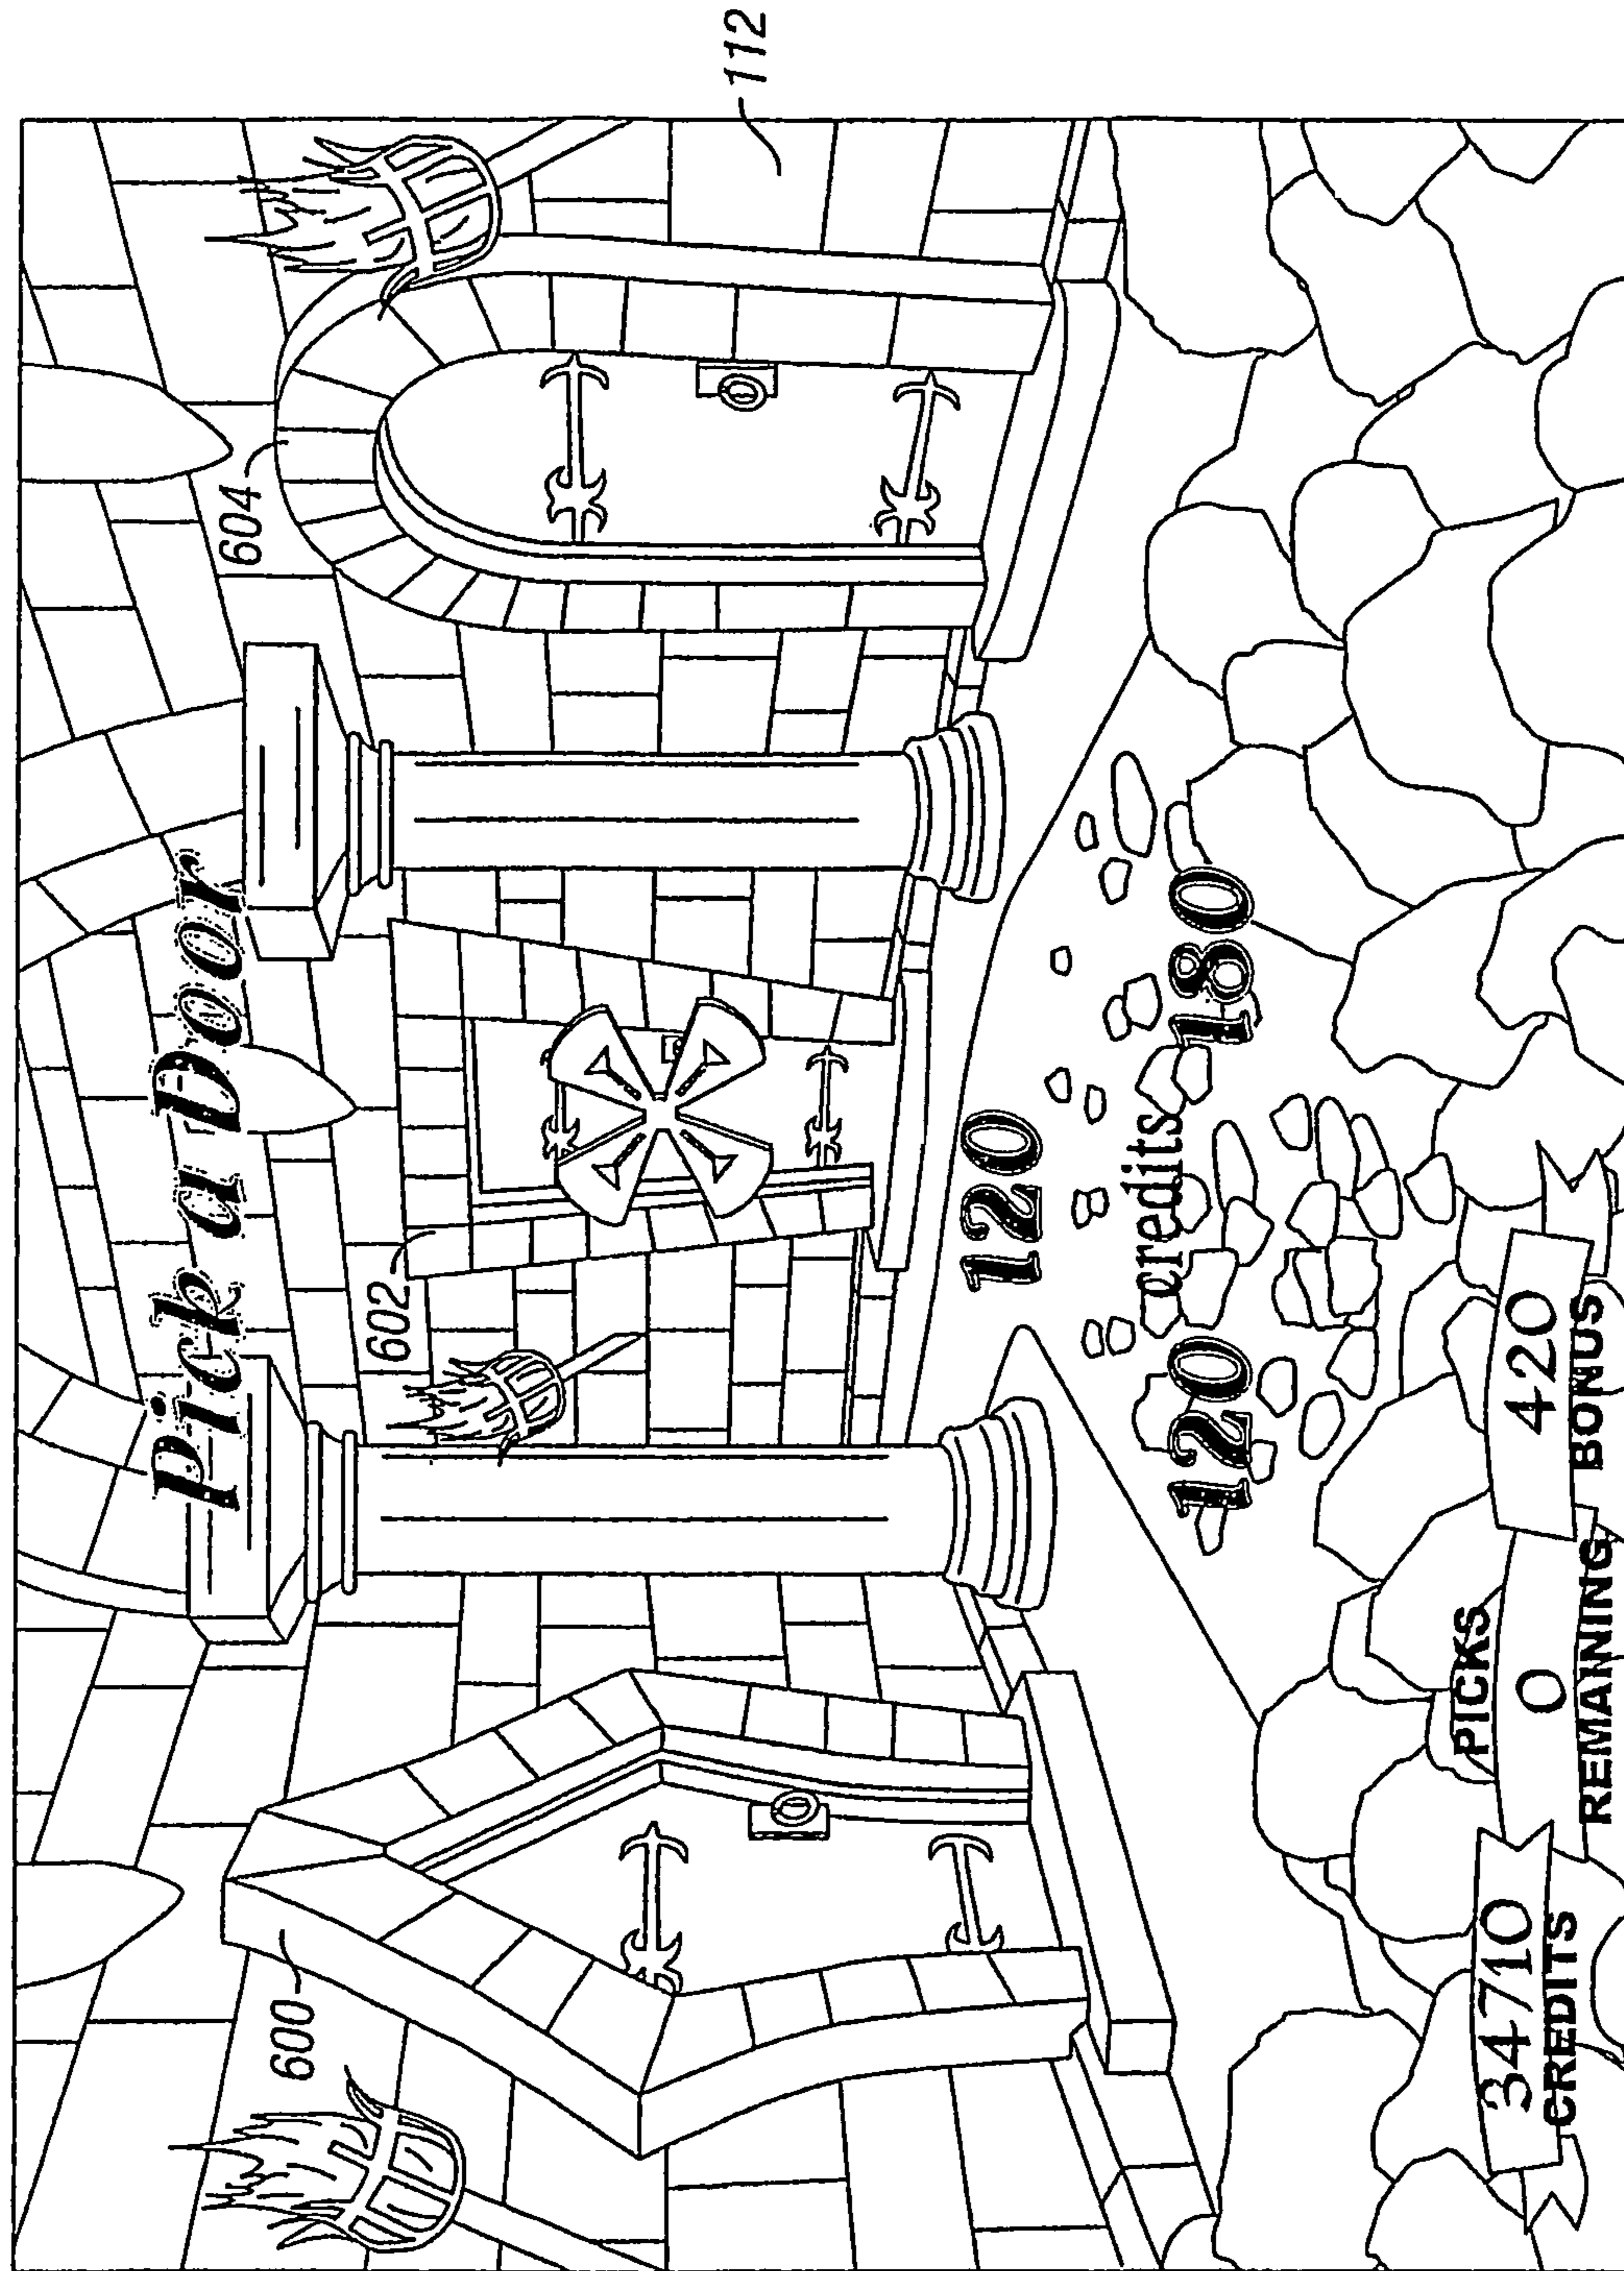 112
Pick a Door
604
602
600
120
credits
120 180
PICKS
34710 0 420
CREDITS REMAINING BONUS